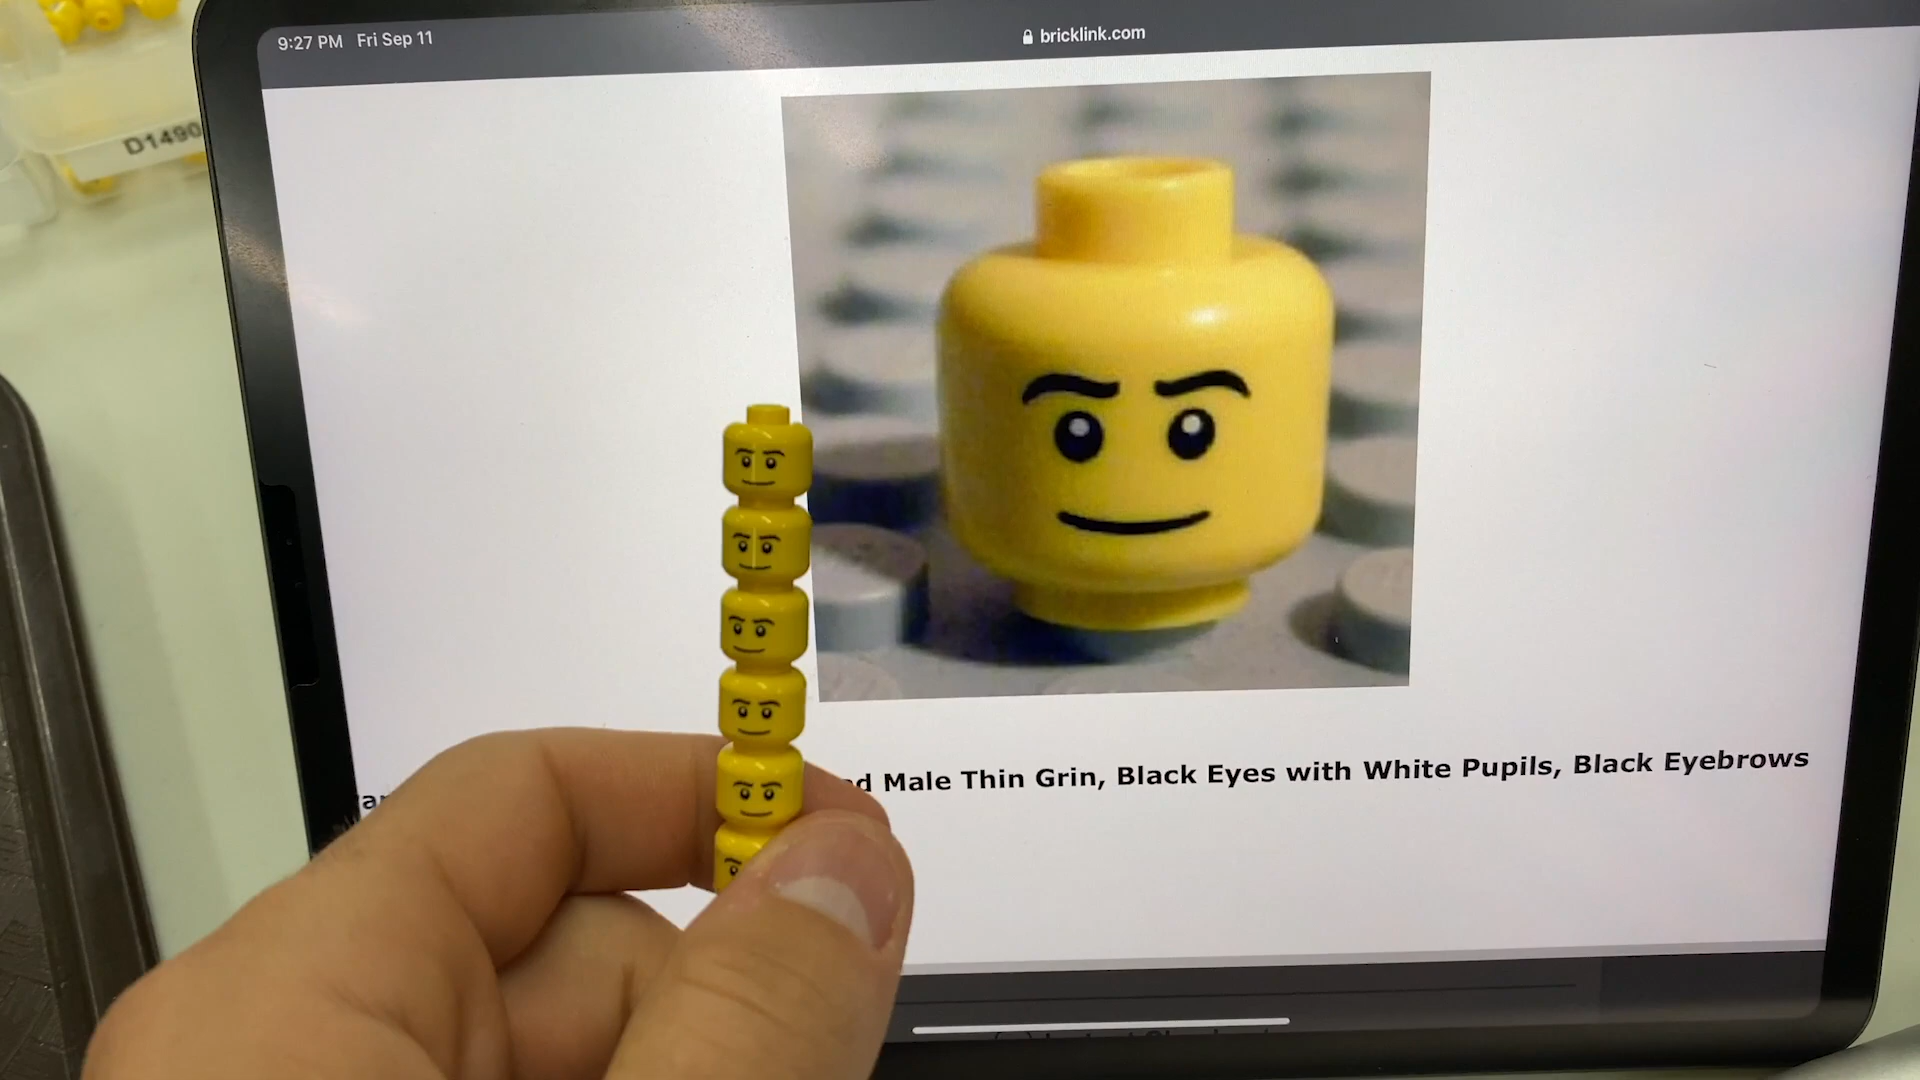 9:27 PM Fri Sep 11
bricklink.com
D1490
Male Thin Grin, Black Eyes with White Pupils, Black Eyebrows